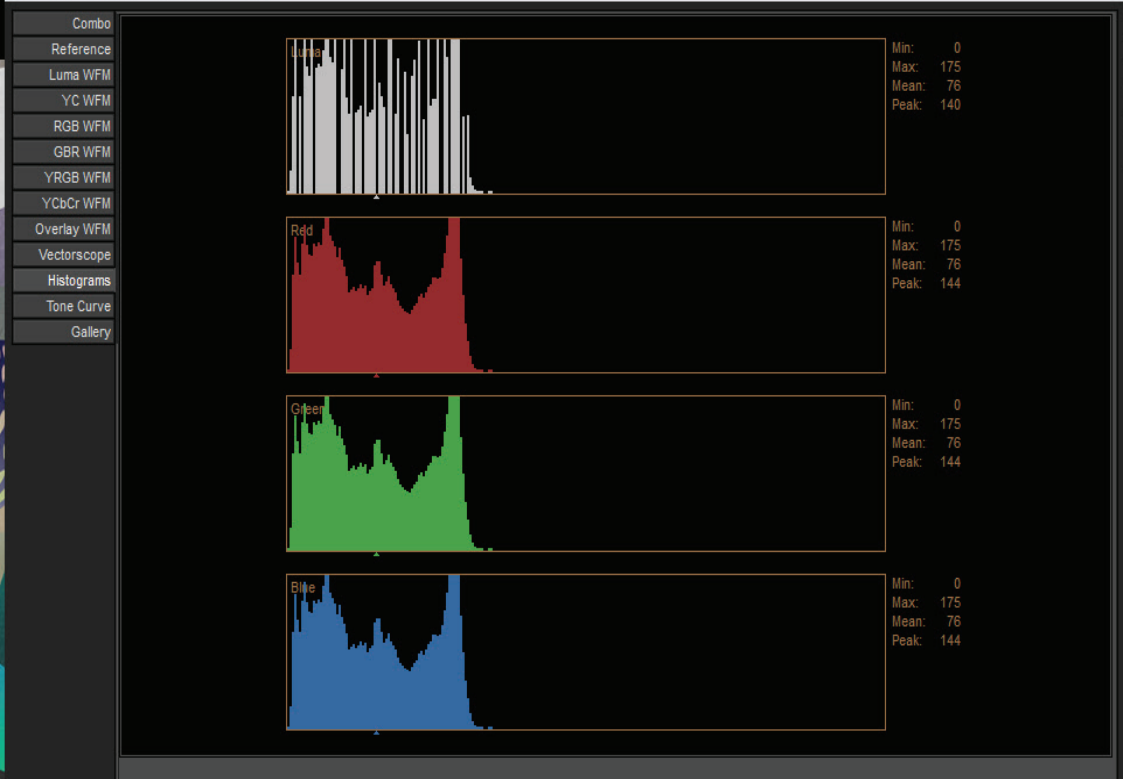 Combo
Reference
Luma WFM
YC WFM
RGB WFM
GBR WFM
YRGB WFM
YCbCr WFM
Overlay WFM
Vectorscope
Histograms
Tone Curve
Gallery
Luma
Min: 0
Max: 175
Mean: 76
Peak: 140
Red
Min: 0
Max: 175
Mean: 76
Peak: 144
Green
Min: 0
Max: 175
Mean: 76
Peak: 144
Blue
Min: 0
Max: 175
Mean: 76
Peak: 144